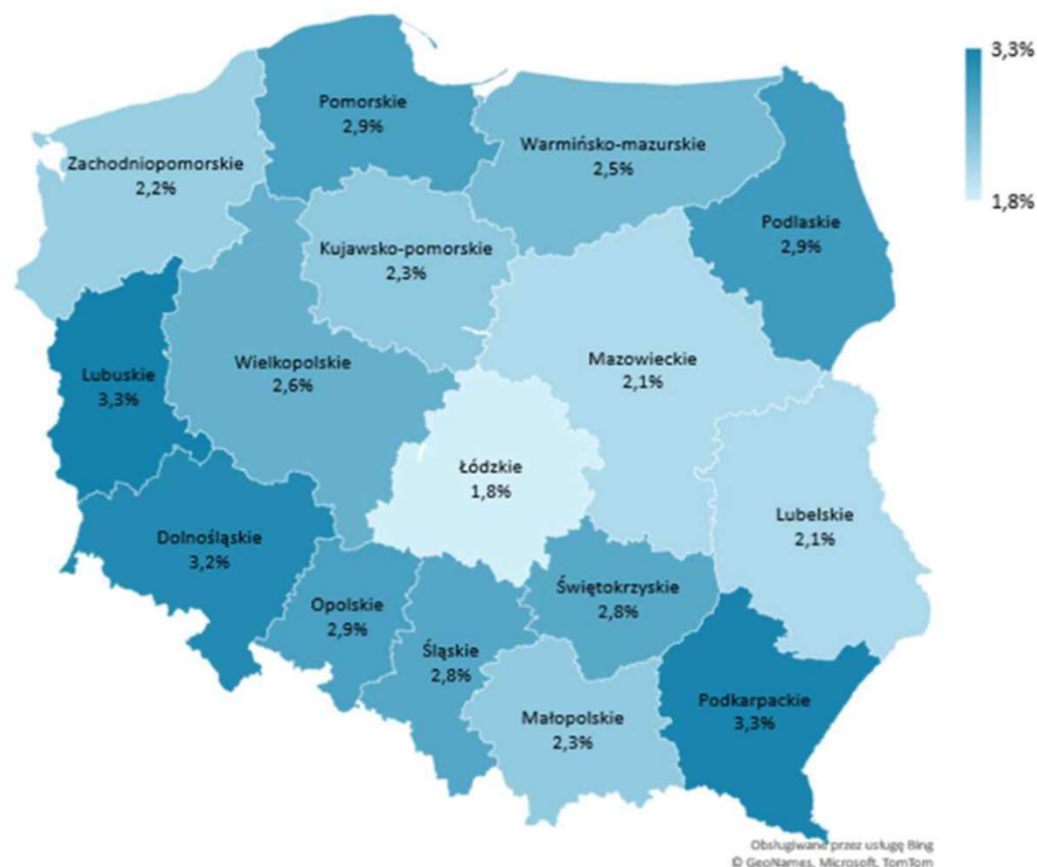 3,3%
1,8%
Pomorskie
2,9%
Warmińsko-mazurskie
2,5%
Zachodniopomorskie
2,2%
Podlaskie
2,9%
Kujawsko-pomorskie
2,3%
Mazowieckie
2,1%
Wielkopolskie
2,6%
Lubuskie
3,3%
Łódzkie
1,8%
Lubelskie
2,1%
Dolnośląskie
3,2%
Świętokrzyskie
2,8%
Opolskie
2,9%
Śląskie
2,8%
Podkarpackie
3,3%
Małopolskie
2,3%
Obsługiwane przez usługę Bing
© GeoNames, Microsoft, TomTom